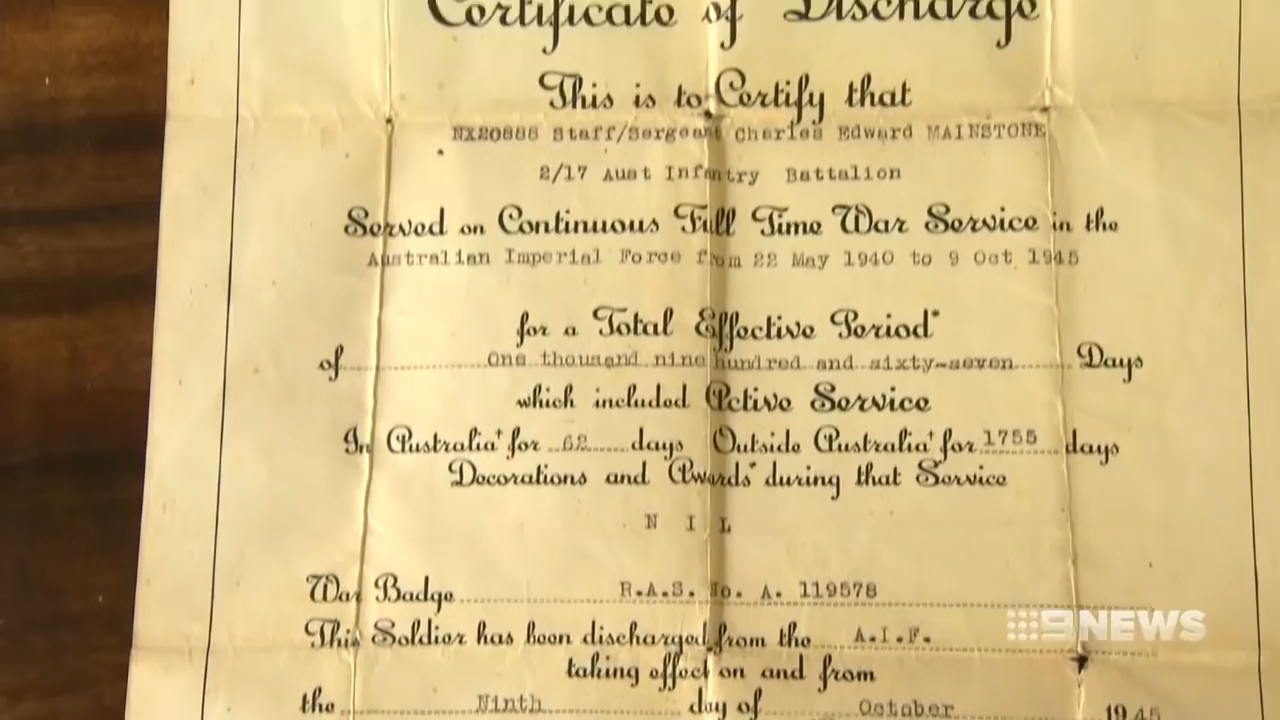 Certificate of Discharge
This is to Certify that
NX20888 Staff/Sergeant Charles Edward MAINSTONE
2/17 Aust Infantry Battalion
Served on Continuous Full Time War Service in the
Australian Imperial Force from 22 May 1940 to 9 Oct 1945
for a Total Effective Period*
of One thousand nine hundred and sixty-seven Days
which included Active Service
In Australia† for 62 days Outside Australia† for 1755 days
Decorations and Awards* during that Service
N I L
War Badge R.A.S. No. A. 119578
This Soldier has been discharged from the A.I.F.
taking effect on and from
the Ninth day of October 1945
9NEWS